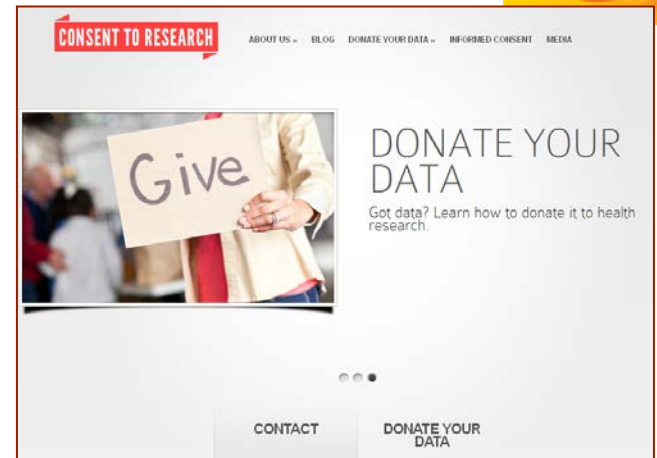 CONSENT TO RESEARCH
ABOUT US » BLOG DONATE YOUR DATA » INFORMED CONSENT MEDIA
Give
DONATE YOUR
DATA
Got data? Learn how to donate it to health
research.
CONTACT
DONATE YOUR
DATA